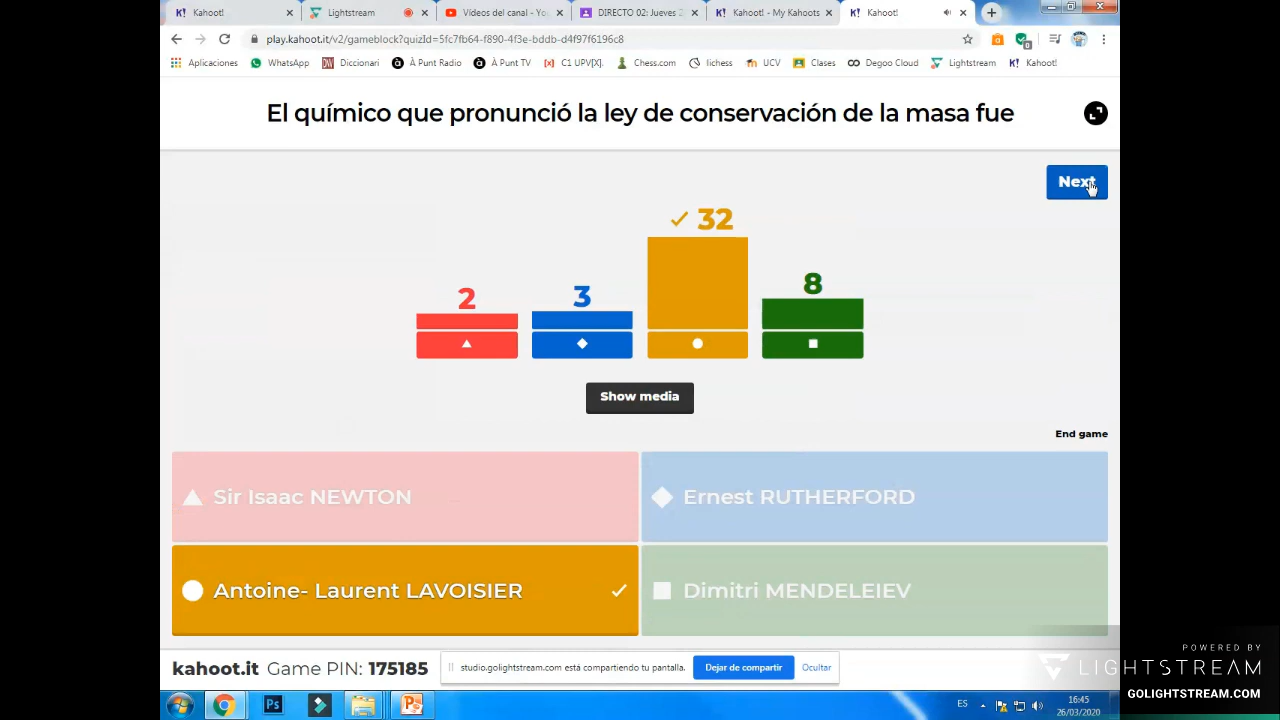 Kahoot!
Lightstream
Vídeos del canal - Yo
DIRECTO 02: Jueves 2
Kahoot! - My Kahoots
Kahoot!
play.kahoot.it/v2/gameblock?quizId=5fc7fb64-f890-4f3e-bddb-d4f97f6196c8
Aplicaciones
WhatsApp
Diccionari
À Punt Radio
À Punt TV
[x] C1 UPV[X].
Chess.com
lichess
UCV
Clases
Degoo Cloud
Lightstream
Kahoot!
El químico que pronunció la ley de conservación de la masa fue
Next
2
3
32
8
Show media
End game
Sir Isaac NEWTON
Ernest RUTHERFORD
Antoine- Laurent LAVOISIER
Dimitri MENDELEIEV
kahoot.it Game PIN: 175185
studio.golightstream.com está compartiendo tu pantalla.
Dejar de compartir
Ocultar
POWERED BY
LIGHTSTREAM
GOLIGHTSTREAM.COM
ES
16:45
26/03/2020